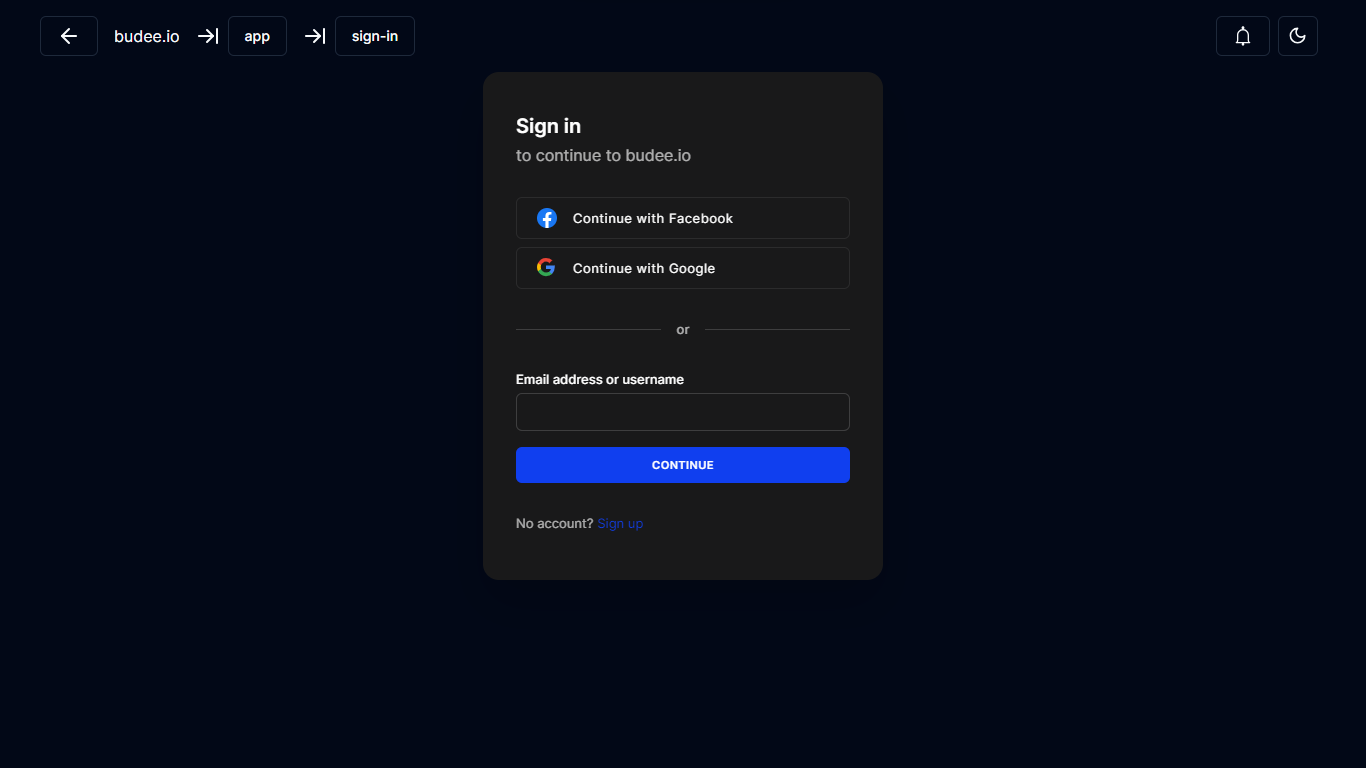 budee.io
app
sign-in
Sign in
to continue to budee.io
Continue with Facebook
Continue with Google
or
Email address or username
CONTINUE
No account? Sign up